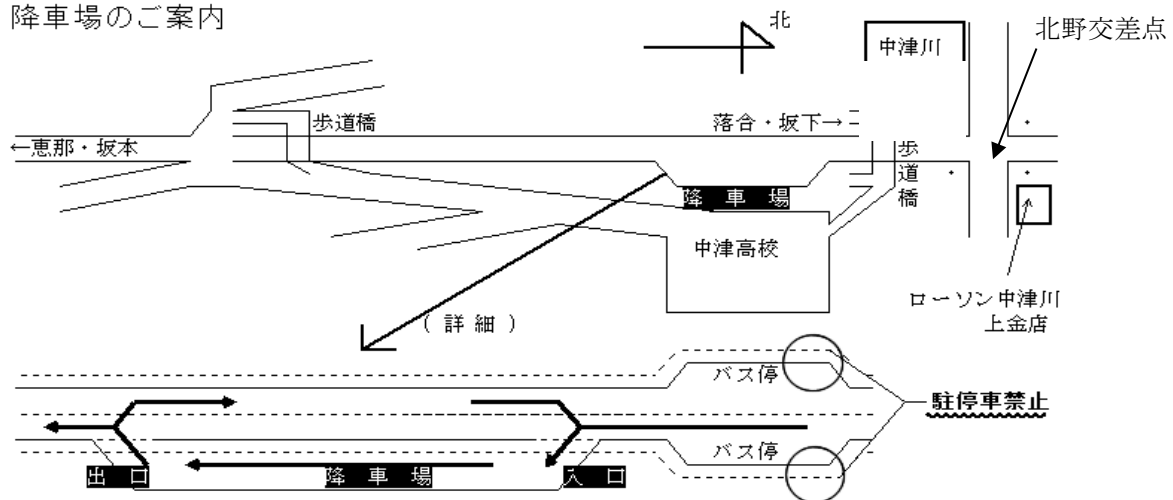 降車場のご案内
北
中津川
北野交差点
歩道橋
落合・坂下→
←恵那・坂本
歩道橋
降車場
中津高校
ローソン中津川
上金店
(詳細)
バス停
駐停車禁止
バス停
出口
降車場
入口